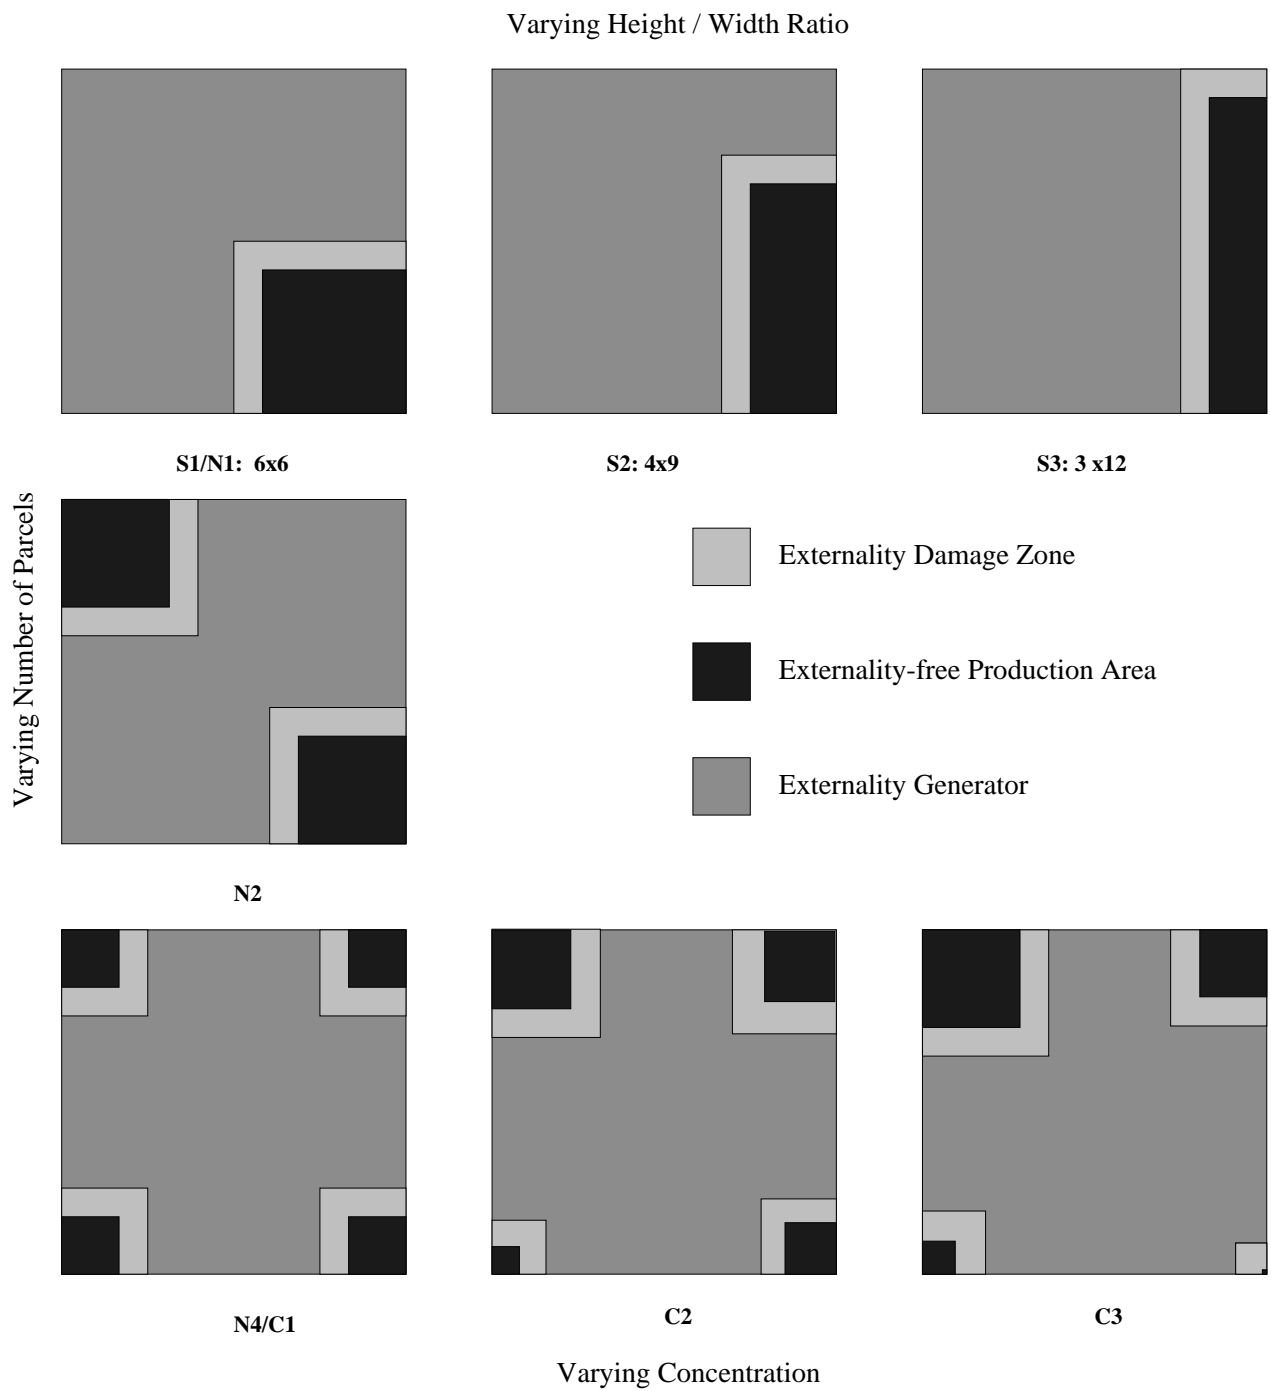 Varying Height / Width Ratio
S1/N1: 6x6
S2: 4x9
S3: 3 x12
Varying Number of Parcels
Externality Damage Zone
Externality-free Production Area
Externality Generator
N2
N4/C1
C2
C3
Varying Concentration